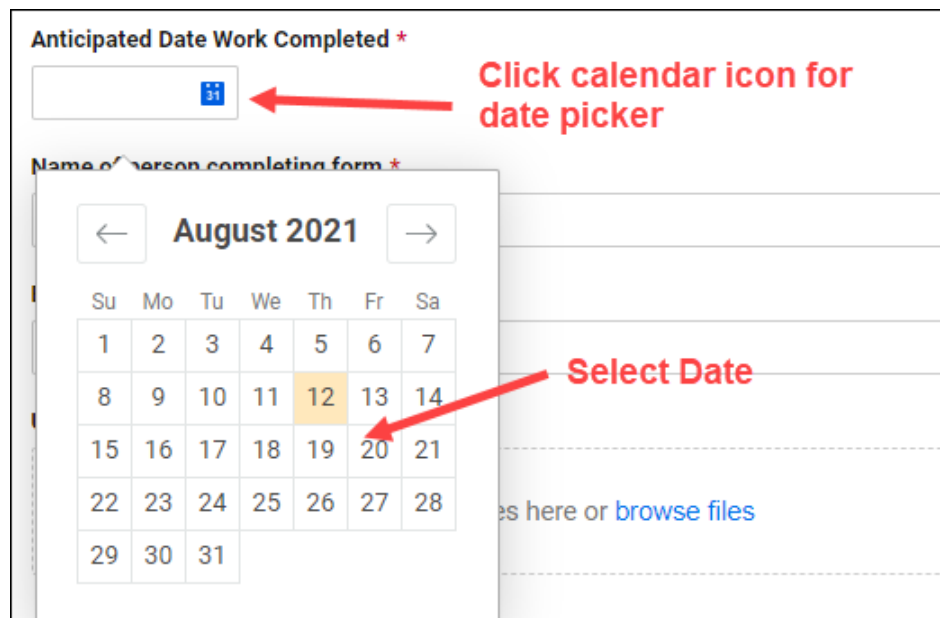 Anticipated Date Work Completed *
31
Click calendar icon for
date picker
Name of person completing form *
August 2021
Su Mo Tu We Th Fr Sa
1 2 3 4 5 6 7
8 9 10 11 12 13 14
Select Date
15 16 17 18 19 20 21
22 23 24 25 26 27 28
here or browse files
29 30 31